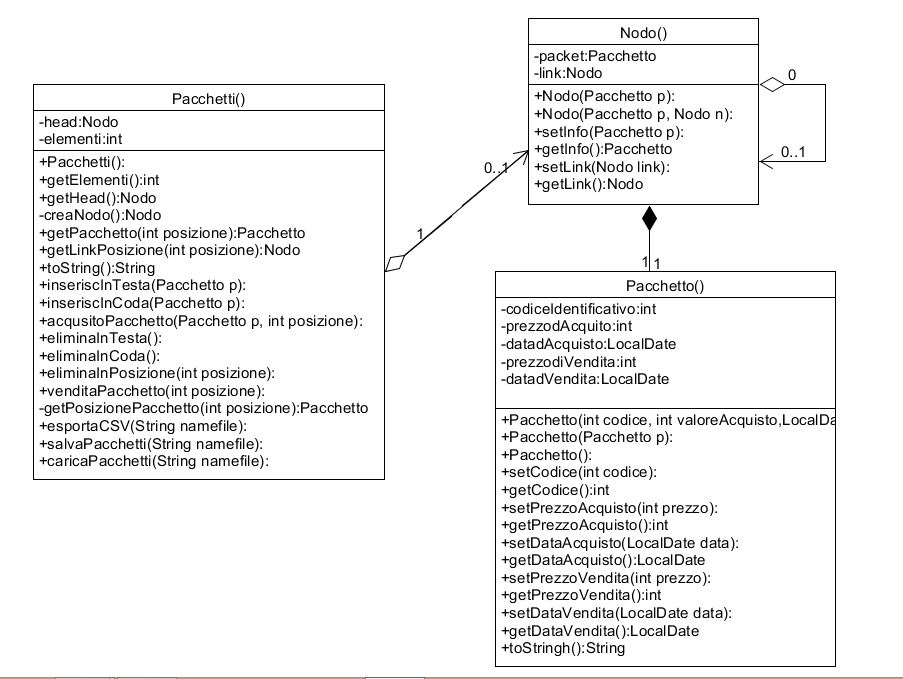 Pacchetti()
-head:Nodo
-elementi:int
+Pacchetti():
+getElementi():int
+getHead():Nodo
-creaNodo():Nodo
+getPacchetto(int posizione):Pacchetto
+getLinkPosizione(int posizione):Nodo
+toString():String
+inserisciInTesta(Pacchetto p):
+inserisciInCoda(Pacchetto p):
+acqusitoPacchetto(Pacchetto p, int posizione):
+eliminaInTesta():
+eliminaInCoda():
+eliminaInPosizione(int posizione):
+venditaPacchetto(int posizione):
-getPosizionePacchetto(int posizione):Pacchetto
+esportaCSV(String namefile):
+salvaPacchetti(String namefile):
+caricaPacchetti(String namefile):
1
0..1
Nodo()
-packet:Pacchetto
-link:Nodo
+Nodo(Pacchetto p):
+Nodo(Pacchetto p, Nodo n):
+setInfo(Pacchetto p):
+getInfo():Pacchetto
+setLink(Nodo link):
+getLink():Nodo
0
0..1
1 1
Pacchetto()
-codiceIdentificativo:int
-prezzodAcquito:int
-datadAcquisto:LocalDate
-prezzodiVendita:int
-datadVendita:LocalDate
+Pacchetto(int codice, int valoreAcquisto,LocalDa
+Pacchetto(Pacchetto p):
+Pacchetto():
+setCodice(int codice):
+getCodice():int
+setPrezzoAcquisto(int prezzo):
+getPrezzoAcquisto():int
+setDataAcquisto(LocalDate data):
+getDataAcquisto():LocalDate
+setPrezzoVendita(int prezzo):
+getPrezzoVendita():int
+setDataVendita(LocalDate data):
+getDataVendita():LocalDate
+toStringh():String